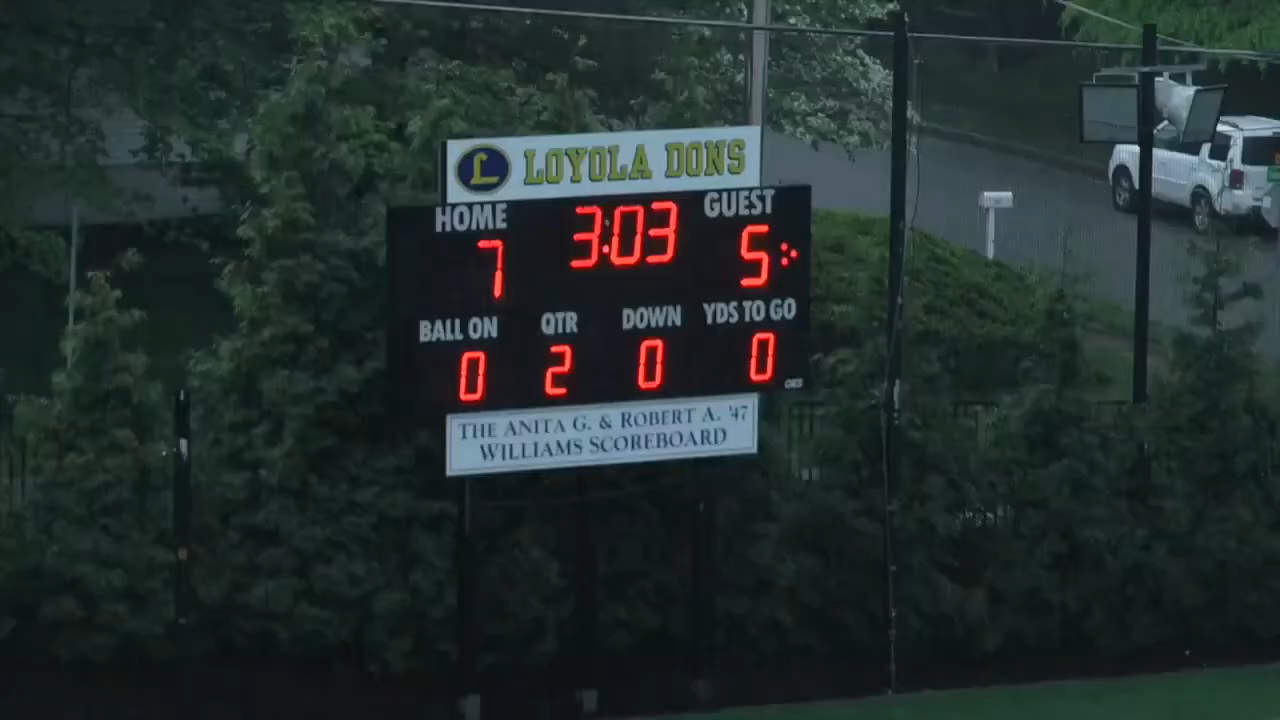 L LOYOLA DONS
HOME 3:03 GUEST
7 5
BALL ON QTR DOWN YDS TO GO
0 2 0 0
THE ANITA G. & ROBERT A. '47
WILLIAMS SCOREBOARD